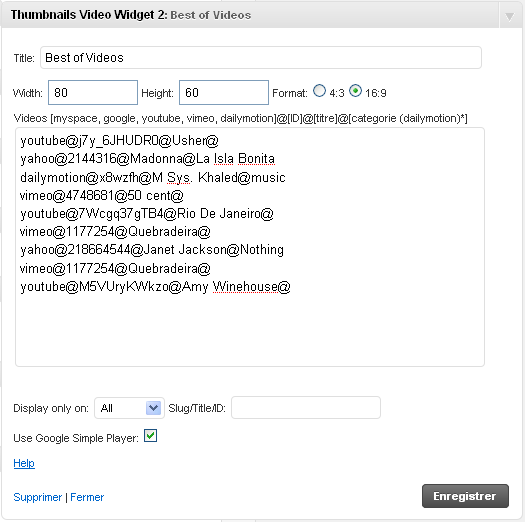 Thumbnails Video Widget 2: Best of Videos
Title: Best of Videos
Width: 80 Height: 60 Format: 4:3 16:9
Videos [myspace, google, youtube, vimeo, dailymotion]@[ID]@[titre]@[categorie (dailymotion)*]
youtube@j7y_6JHUDR0@Usher@
yahoo@2144316@Madonna@La Isla Bonita
dailymotion@x8wzfh@M Sys. Khaled@music
vimeo@4748681@50 cent@
youtube@7Wcgq37gTB4@Rio De Janeiro@
vimeo@1177254@Quebradeira@
yahoo@218664544@Janet Jackson@Nothing
vimeo@1177254@Quebradeira@
youtube@M5VUryKWkzo@Amy Winehouse@
Display only on: All Slug/Title/ID:
Use Google Simple Player:
Help
Supprimer | Fermer Enregistrer